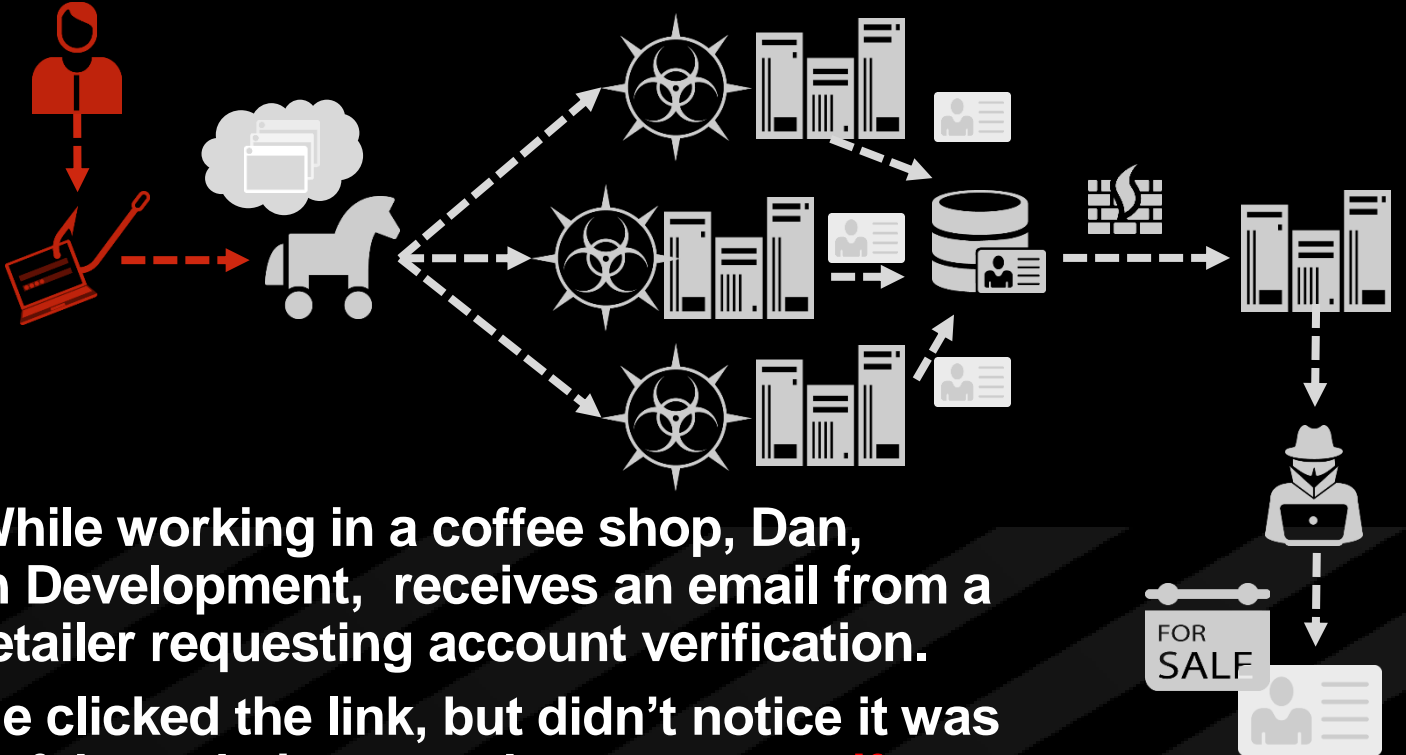 While working in a coffee shop, Dan,
n Development,  receives an email from a
etailer requesting account verification.
e clicked the link, but didn't notice it was
FOR
SALE